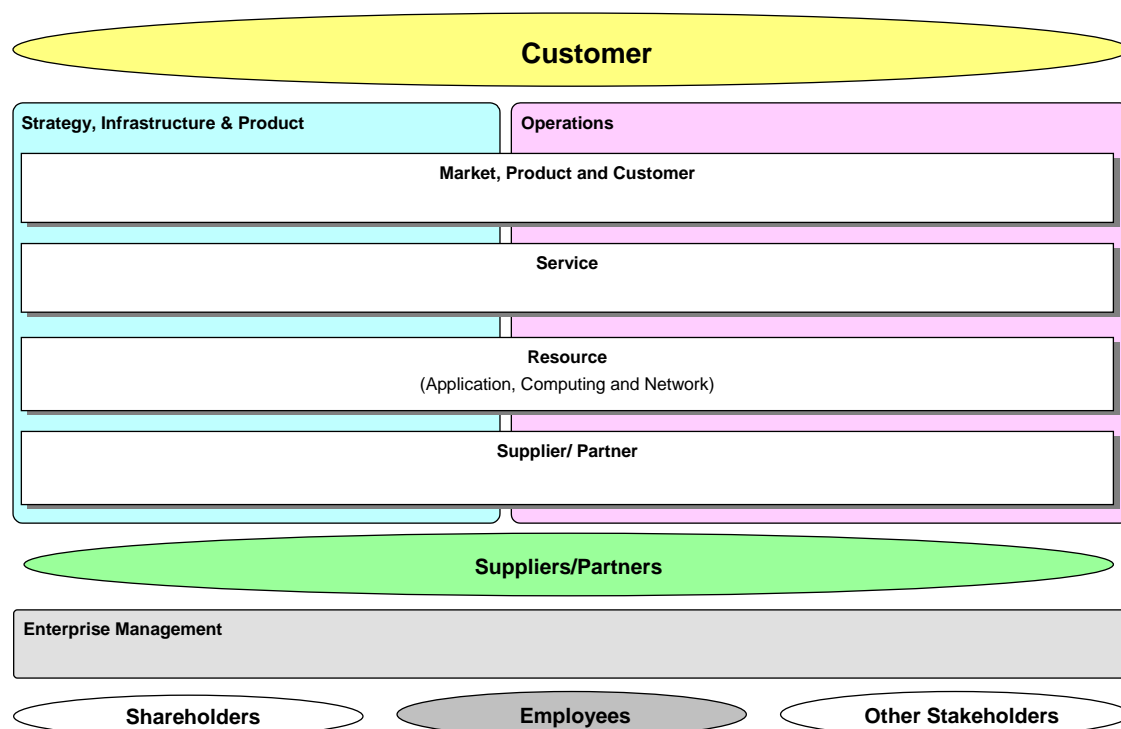 Customer
Strategy, Infrastructure & Product
Operations
Market, Product and Customer
Service
Resource
(Application, Computing and Network)
Supplier/ Partner
Suppliers/Partners
Enterprise Management
Shareholders
Employees
Other Stakeholders